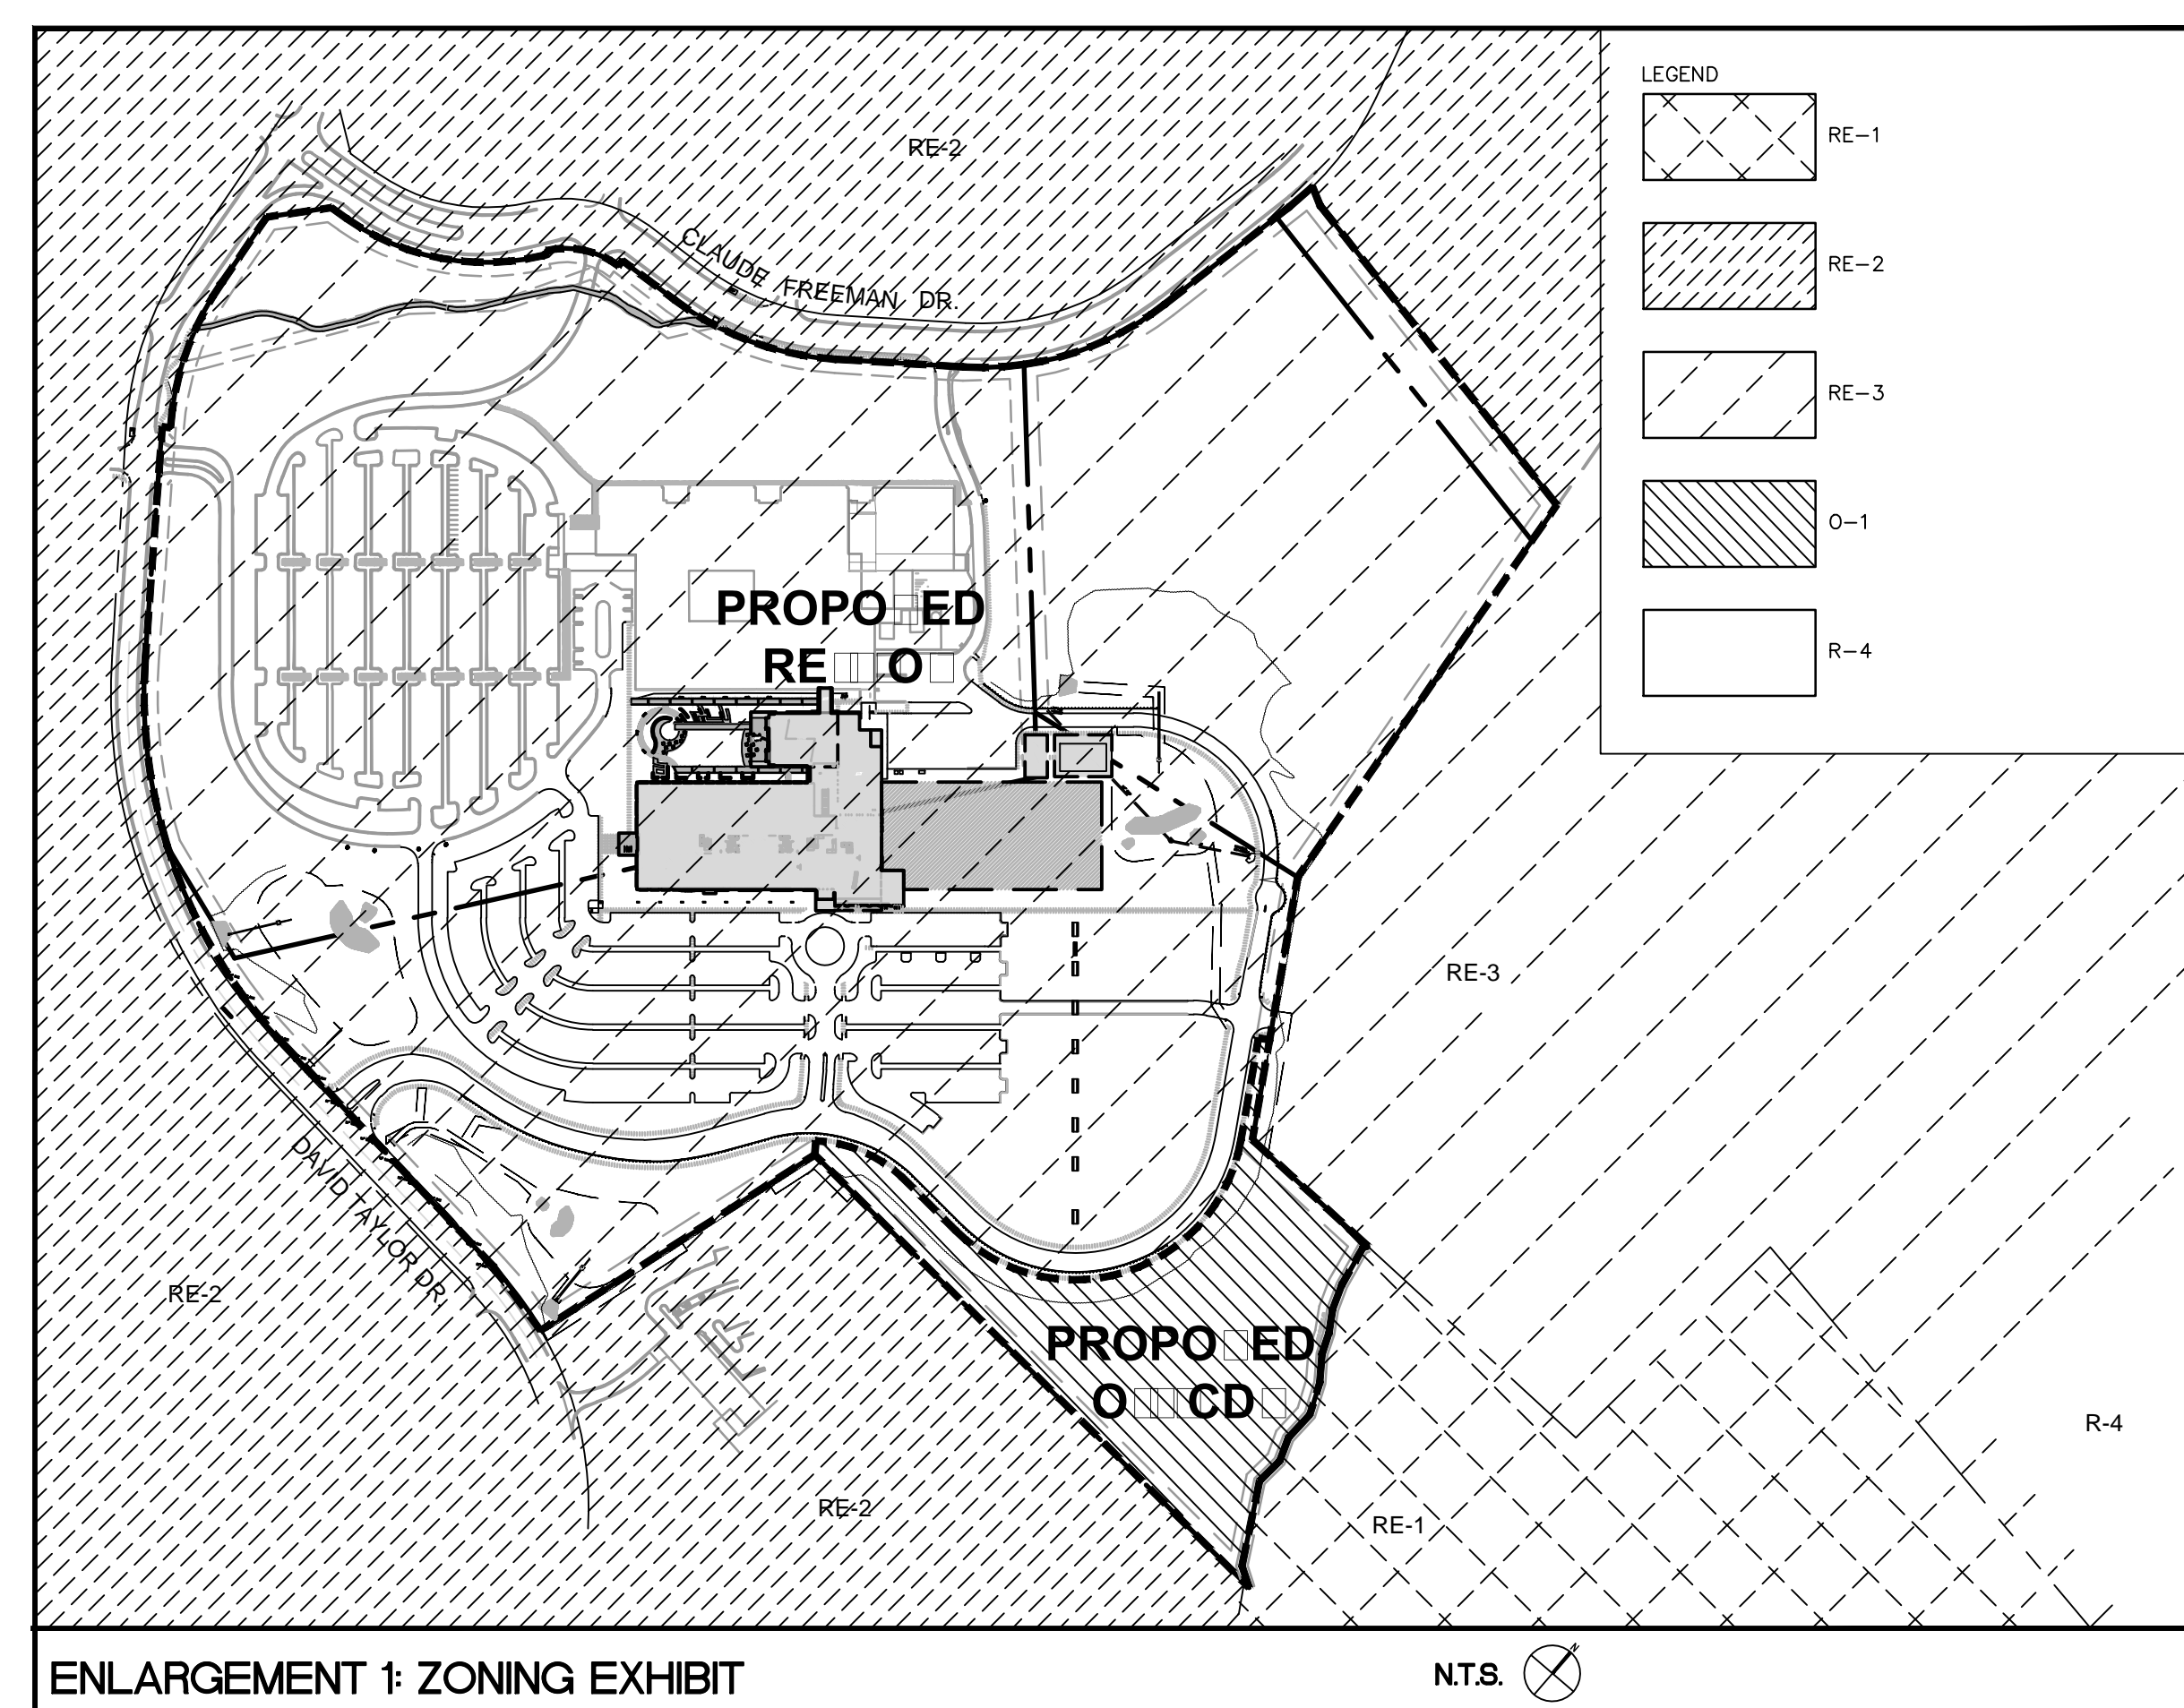 LEGEND
RE-1
RE-2
RE-3
O-1
R-4
RE-2
CLAUDE FREEMAN DR.
PROPO□ED
RE□□□O□
RE-3
DAVID TAYLOR DR.
RE-2
PROPO□ED
O□□□□CD□
R-4
RE-2
RE-1
ENLARGEMENT 1: ZONING EXHIBIT
N.T.S.
N